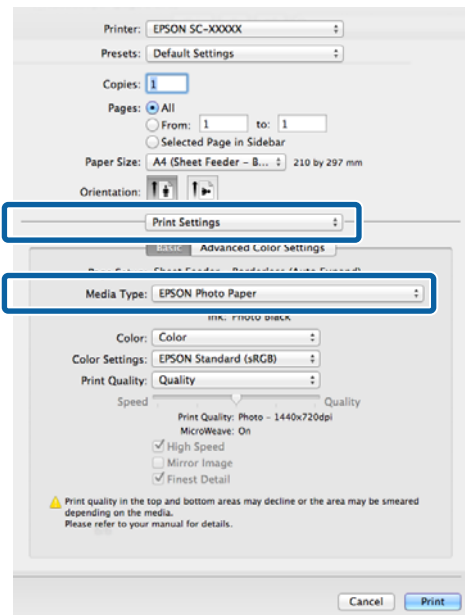 Printer: EPSON SC-XXXXX
Presets: Default Settings
Copies: 1
Pages: All
From: 1 to: 1
Selected Page in Sidebar
Paper Size: A4 (Sheet Feeder – B... 210 by 297 mm
Orientation:
Print Settings
Basic Advanced Color Settings
Sheet Feeder – Borderless (Auto Expand)
Media Type: EPSON Photo Paper
Ink: Photo Black
Color: Color
Color Settings: EPSON Standard (sRGB)
Print Quality: Quality
Speed Quality
Print Quality: Photo – 1440x720dpi
MicroWeave: On
High Speed
Mirror Image
Finest Detail
Print quality in the top and bottom areas may decline or the area may be smeared
depending on the media.
Please refer to your manual for details.
Cancel Print